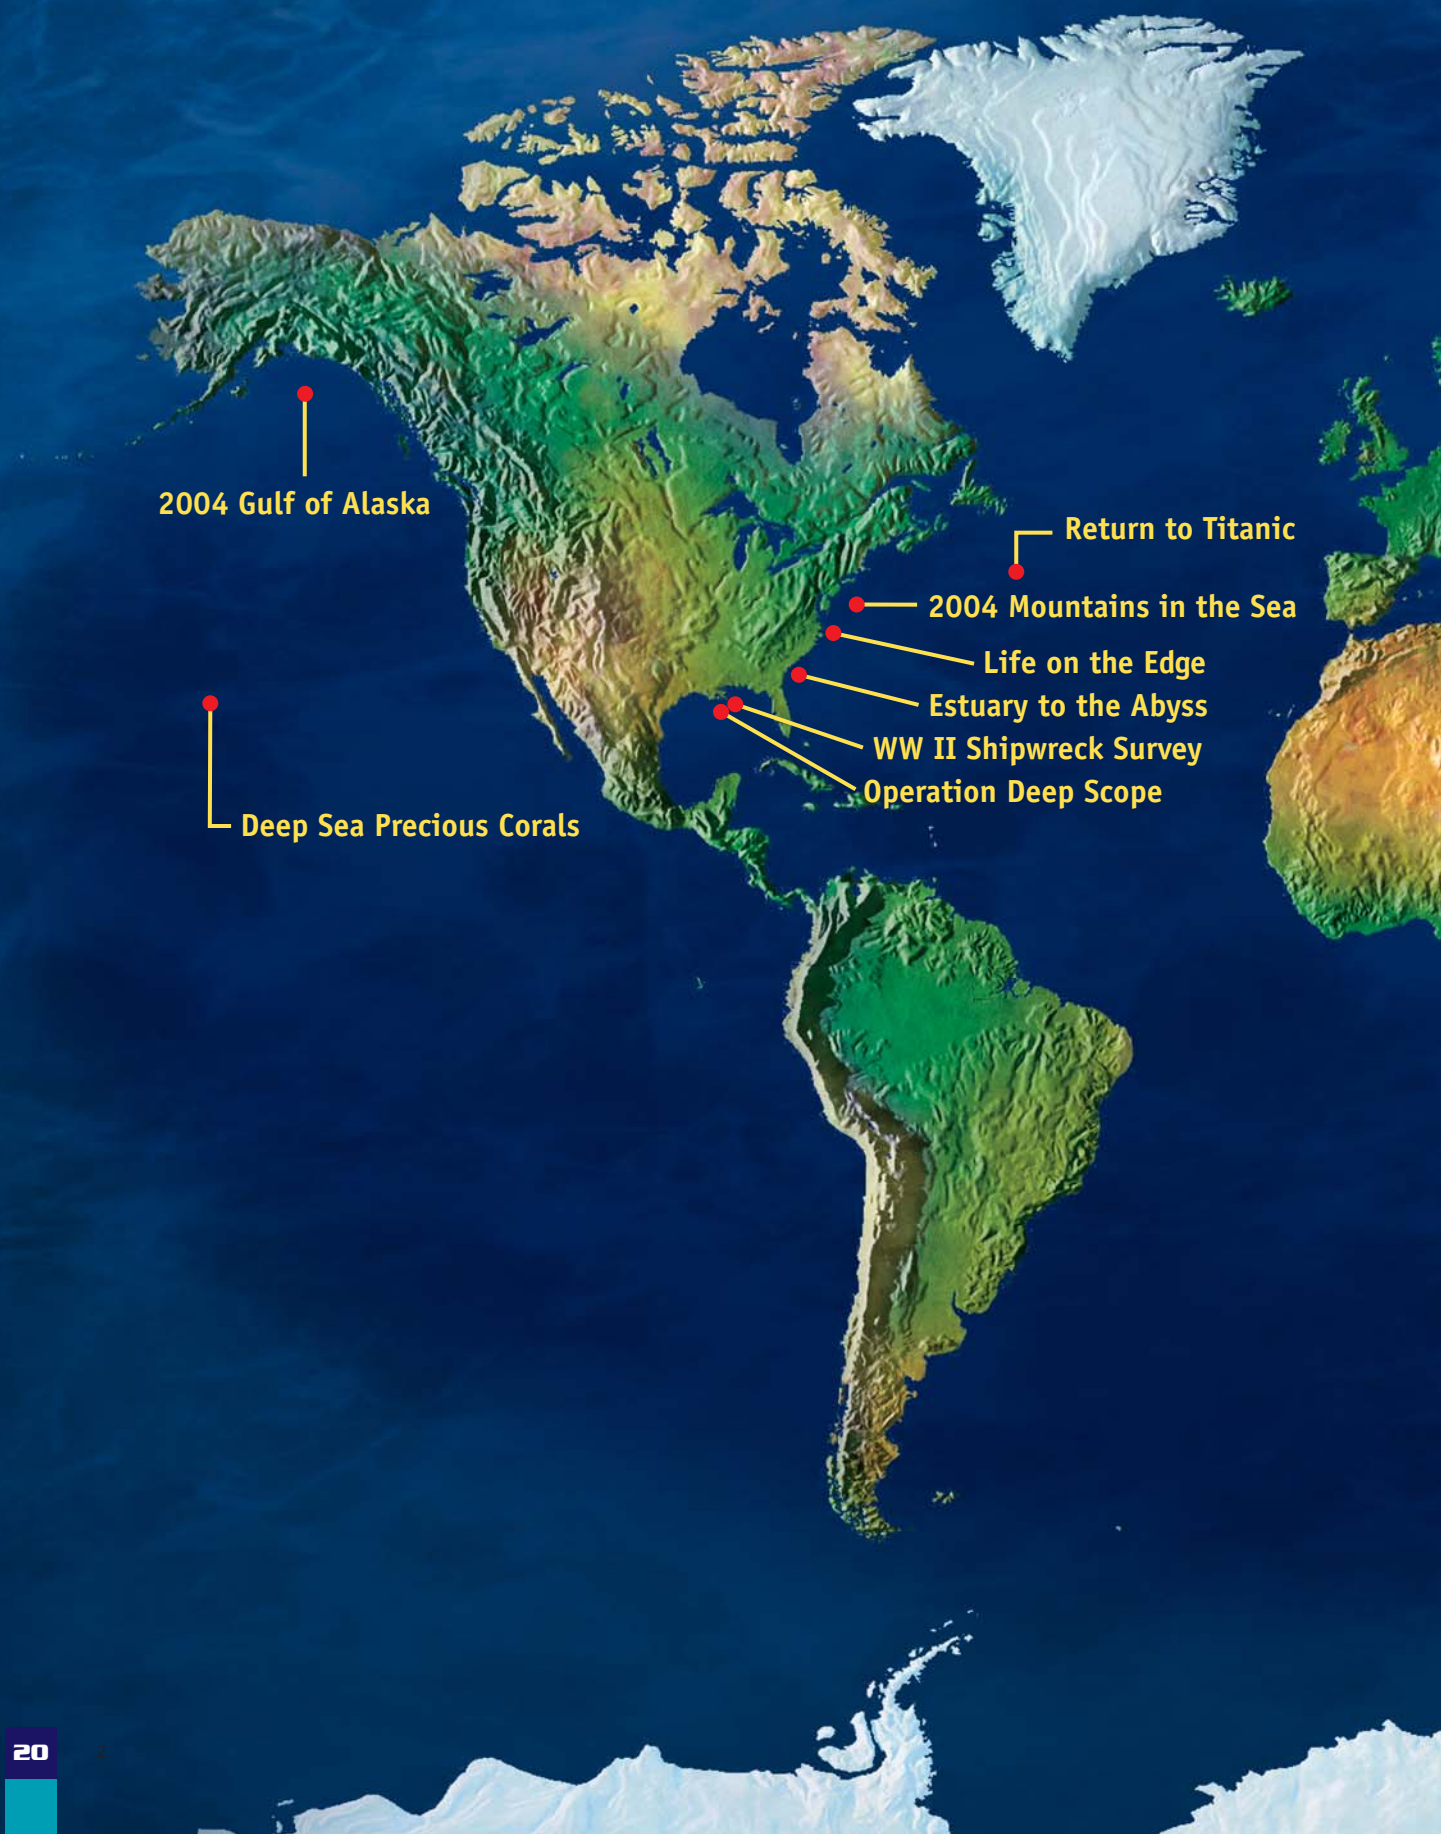 2004 Gulf of Alaska
Return to Titanic
2004 Mountains in the Sea
Life on the Edge
Estuary to the Abyss
WW II Shipwreck Survey
Operation Deep Scope
Deep Sea Precious Corals
20